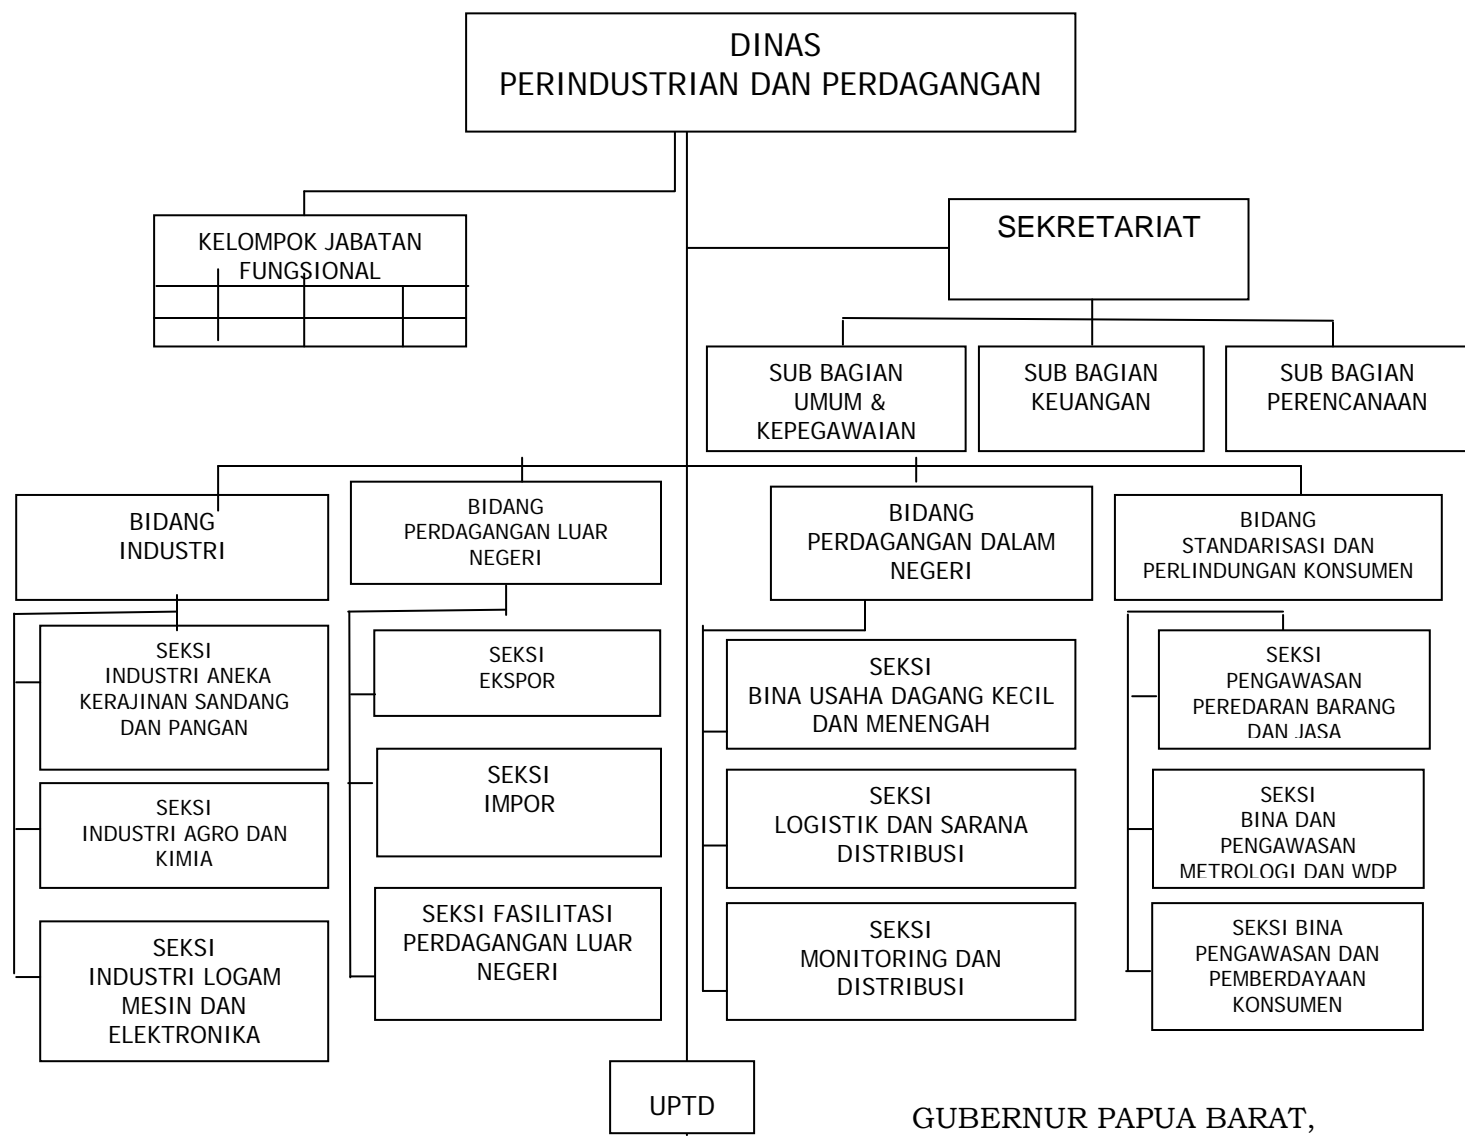 DINAS
PERINDUSTRIAN DAN PERDAGANGAN
KELOMPOK JABATAN
FUNGSIONAL
SEKRETARIAT
SUB BAGIAN
UMUM &
KEPEGAWAIAN
SUB BAGIAN
KEUANGAN
SUB BAGIAN
PERENCANAAN
BIDANG
INDUSTRI
BIDANG
PERDAGANGAN LUAR
NEGERI
BIDANG
PERDAGANGAN DALAM
NEGERI
BIDANG
STANDARISASI DAN
PERLINDUNGAN KONSUMEN
SEKSI
INDUSTRI ANEKA
KERAJINAN SANDANG
DAN PANGAN
SEKSI
INDUSTRI AGRO DAN
KIMIA
SEKSI
INDUSTRI LOGAM
MESIN DAN
ELEKTRONIKA
SEKSI
EKSPOR
SEKSI
IMPOR
SEKSI FASILITASI
PERDAGANGAN LUAR
NEGERI
SEKSI
BINA USAHA DAGANG KECIL
DAN MENENGAH
SEKSI
LOGISTIK DAN SARANA
DISTRIBUSI
SEKSI
MONITORING DAN
DISTRIBUSI
SEKSI
PENGAWASAN
PEREDARAN BARANG
DAN JASA
SEKSI
BINA DAN
PENGAWASAN
METROLOGI DAN WDP
SEKSI BINA
PENGAWASAN DAN
PEMBERDAYAAN
KONSUMEN
UPTD
GUBERNUR PAPUA BARAT,